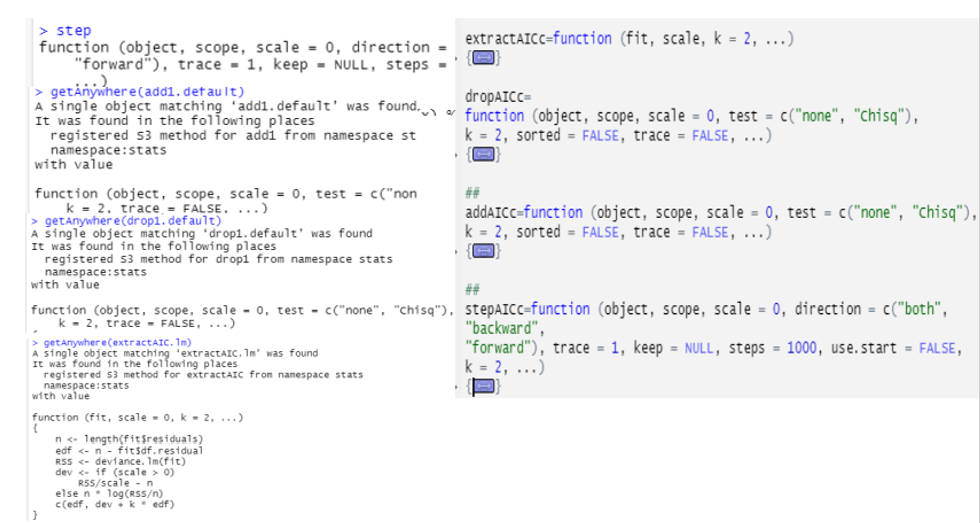 > step
function (object, scope, scale = 0, direction =
"forward"), trace = 1, keep = NULL, steps =
...)
> getAnywhere(add1.default)
A single object matching ‘add1.default’ was found.
It was found in the following places
registered S3 method for add1 from namespace st
namespace:stats
with value
function (object, scope, scale = 0, test = c("non
k = 2, trace = FALSE, ...)
> getAnywhere(drop1.default)
A single object matching ‘drop1.default’ was found
It was found in the following places
registered S3 method for drop1 from namespace stats
namespace:stats
with value
function (object, scope, scale = 0, test = c("none", "Chisq"),
k = 2, trace = FALSE, ...)
> getAnywhere(extractAIC.lm)
A single object matching ‘extractAIC.lm’ was found
It was found in the following places
registered S3 method for extractAIC from namespace stats
namespace:stats
with value
function (fit, scale = 0, k = 2, ...)
{
n <- length(fit$residuals)
edf <- n - fit$df.residual
RSS <- deviance.lm(fit)
dev <- if (scale > 0)
RSS/scale - n
else n * log(RSS/n)
c(edf, dev + k * edf)
}
extractAICc=function (fit, scale, k = 2, ...)
{}
dropAICc=
function (object, scope, scale = 0, test = c("none", "Chisq"),
k = 2, sorted = FALSE, trace = FALSE, ...)
{}
##
addAICc=function (object, scope, scale = 0, test = c("none", "Chisq"),
k = 2, sorted = FALSE, trace = FALSE, ...)
{}
##
stepAICc=function (object, scope, scale = 0, direction = c("both",
"backward",
"forward"), trace = 1, keep = NULL, steps = 1000, use.start = FALSE,
k = 2, ...)
{}